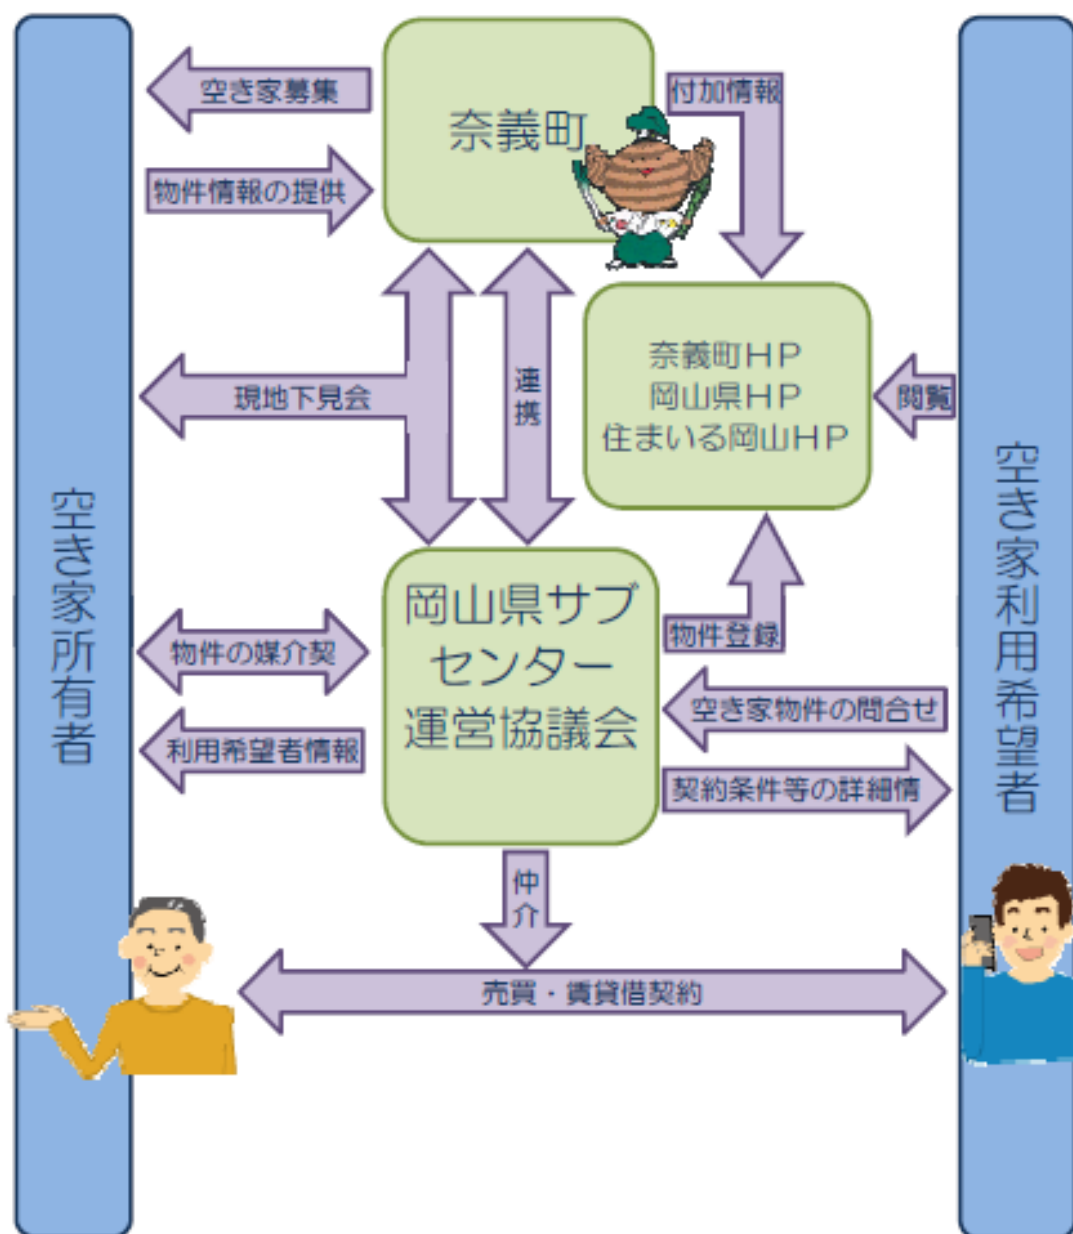 空き家募集
奈義町
付加情報
物件情報の提供
現地下見会
連携
奈義町HP
岡山県HP
住まいる岡山HP
閲覧
空き家所有者
空き家利用希望者
岡山県サブ
センター
運営協議会
物件の媒介契
物件登録
利用希望者情報
空き家物件の問合せ
契約条件等の詳細情
仲介
売買・賃貸借契約